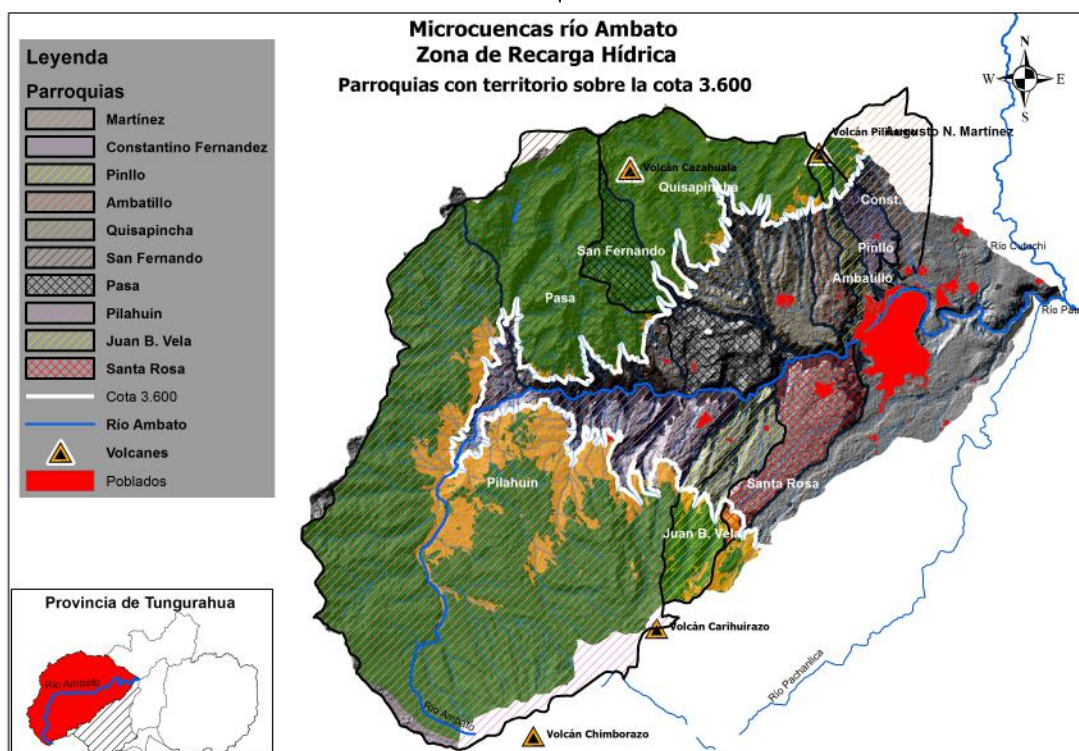 Microcuencas río Ambato
Zona de Recarga Hídrica
Parroquias con territorio sobre la cota 3.600
Leyenda
Parroquias
Martínez
Constantino Fernandez
Pinllo
Ambatillo
Quisapincha
San Fernando
Pasa
Pilahuin
Juan B. Vela
Santa Rosa
Cota 3.600
Río Ambato
Volcanes
Poblados
N
W E
S
Volcán
Augusto N. Martínez
Volcán Cazahuala
Quisapincha
Const.
San Fernando
Pinllo
Río Cutuchi
Ambatillo
Pasa
Río
Pilahuin
Santa Rosa
Juan B. Vela
Volcán Carihuirazo
Río Pachanlica
Río Ambato
Volcán Chimborazo
Provincia de Tungurahua
Río Ambato